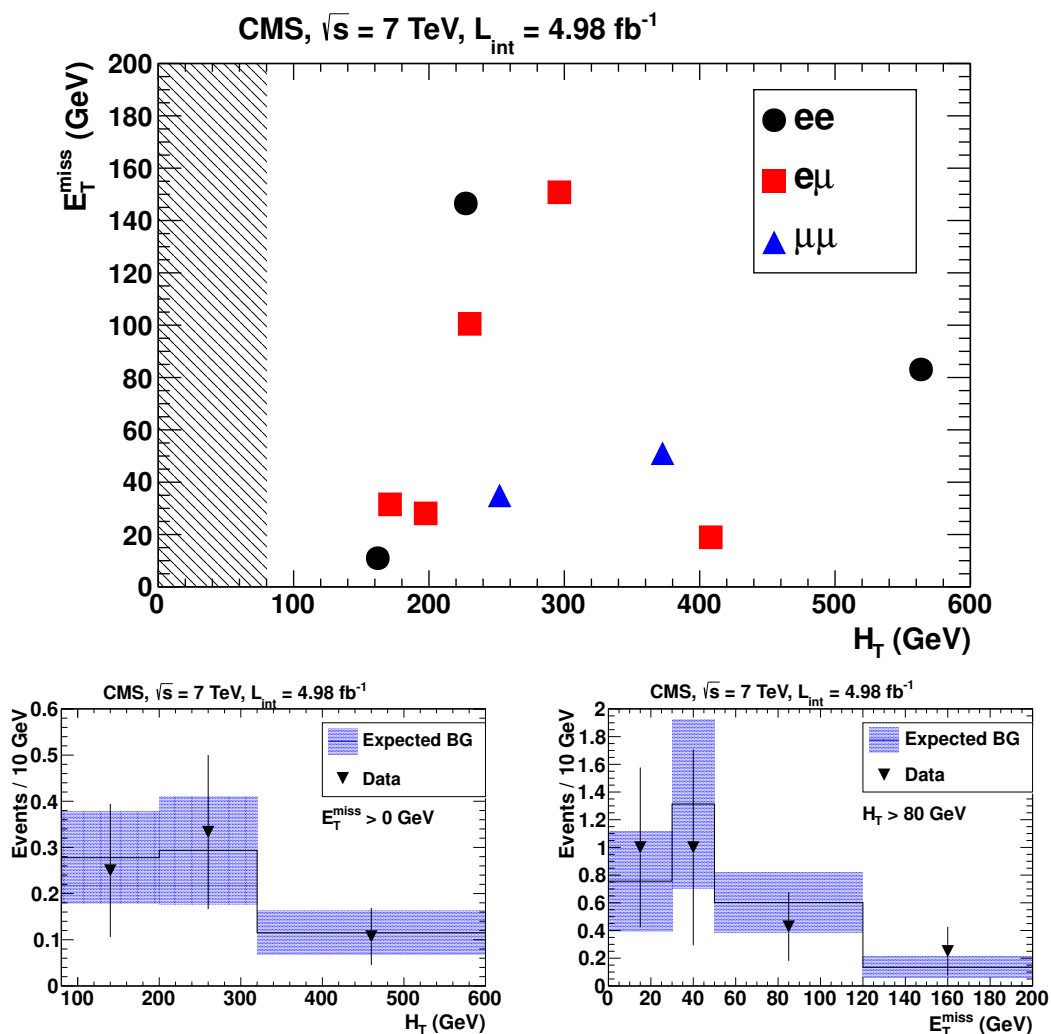 CMS, √s = 7 TeV, L_int = 4.98 fb⁻¹
E_T^miss (GeV)
200
180
160
140
120
100
80
60
40
20
0
ee
eμ
μμ
0 100 200 300 400 500 600
H_T (GeV)
CMS, √s = 7 TeV, L_int = 4.98 fb⁻¹
Events / 10 GeV
0.6
0.5
0.4
0.3
0.2
0.1
0
Expected BG
Data
E_T^miss > 0 GeV
100 200 300 400 500 600
H_T (GeV)
CMS, √s = 7 TeV, L_int = 4.98 fb⁻¹
Events / 10 GeV
2
1.8
1.6
1.4
1.2
1
0.8
0.6
0.4
0.2
0
Expected BG
Data
H_T > 80 GeV
0 20 40 60 80 100 120 140 160 180 200
E_T^miss (GeV)